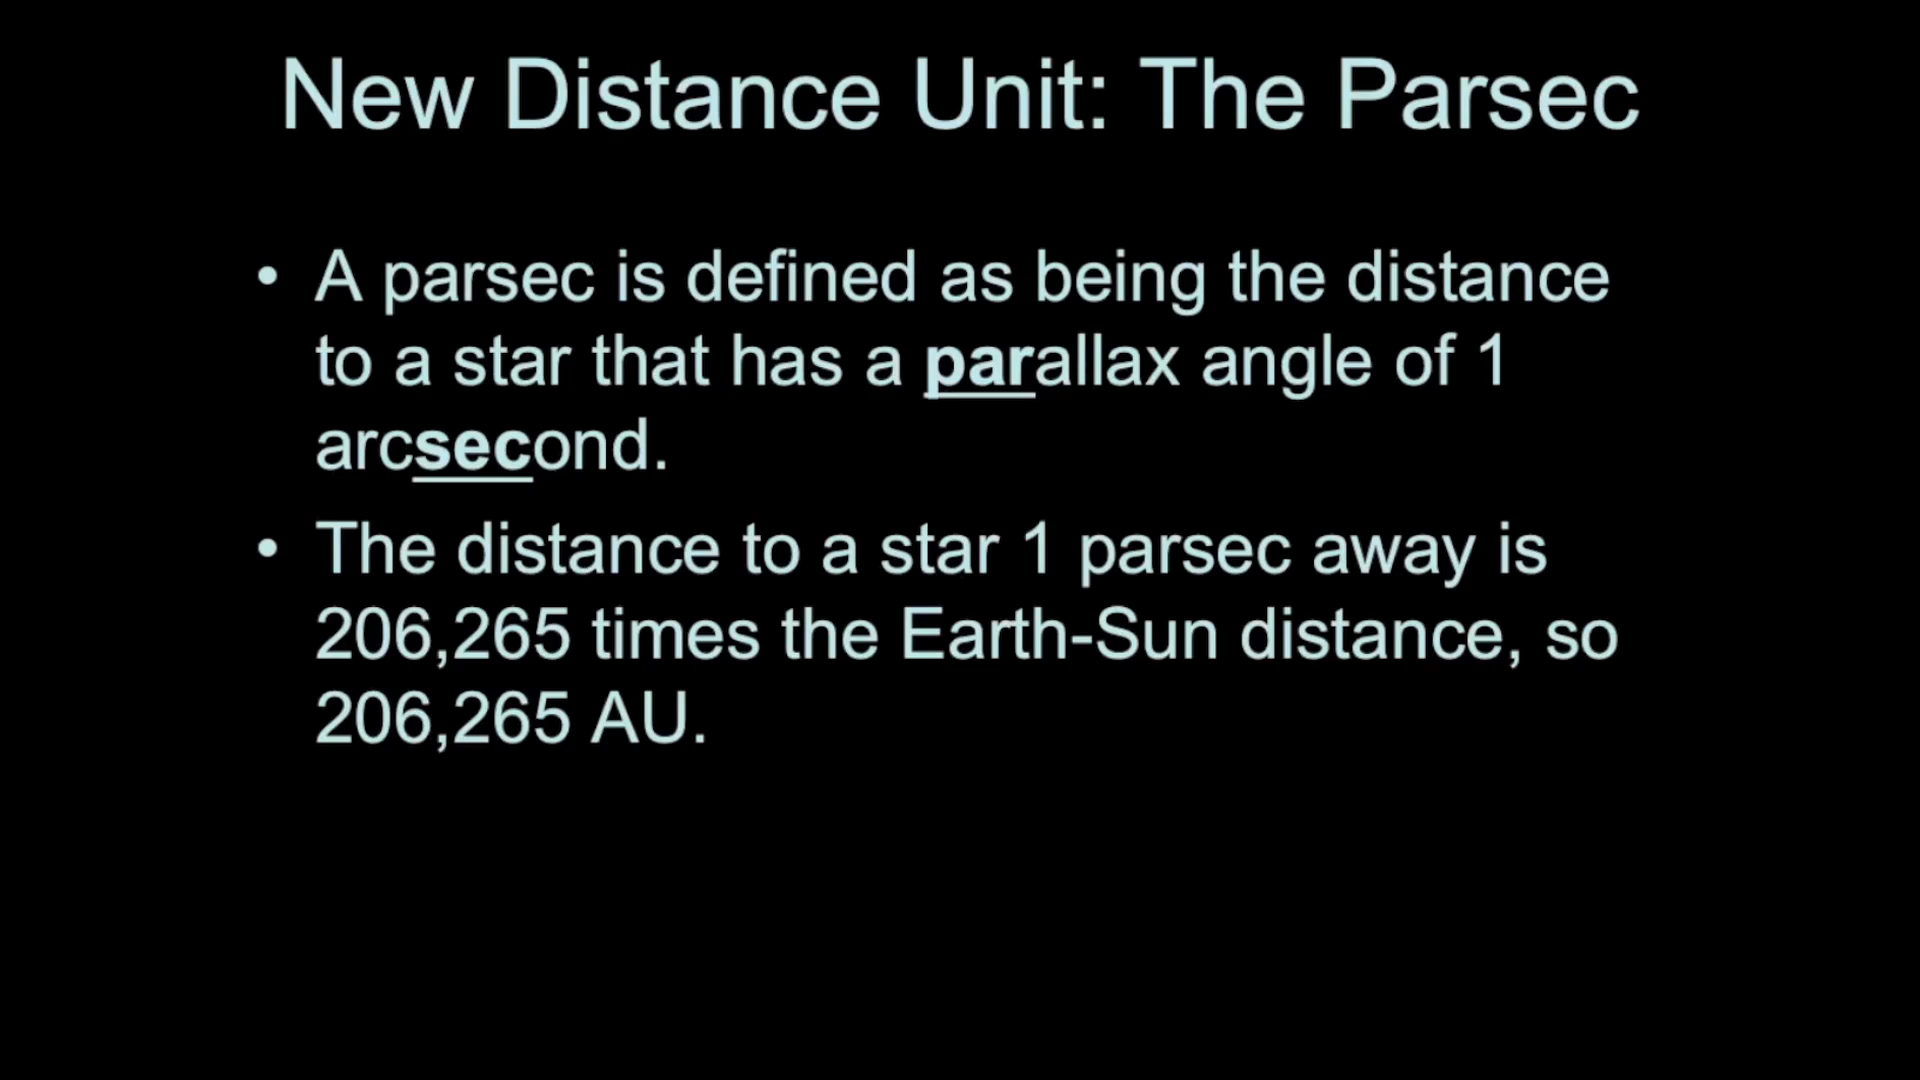 New Distance Unit: The Parsec
• A parsec is defined as being the distance
to a star that has a parallax angle of 1
arcsecond.
• The distance to a star 1 parsec away is
206,265 times the Earth-Sun distance, so
206,265 AU.